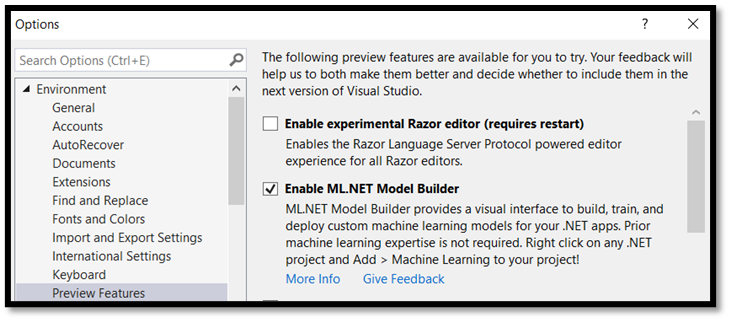 Options
?
Search Options (Ctrl+E)
Environment
General
Accounts
AutoRecover
Documents
Extensions
Find and Replace
Fonts and Colors
Import and Export Settings
International Settings
Keyboard
Preview Features
The following preview features are available for you to try. Your feedback will
help us to both make them better and decide whether to include them in the
next version of Visual Studio.
Enable experimental Razor editor (requires restart)
Enables the Razor Language Server Protocol powered editor
experience for all Razor editors.
Enable ML.NET Model Builder
ML.NET Model Builder provides a visual interface to build, train, and
deploy custom machine learning models for your .NET apps. Prior
machine learning expertise is not required. Right click on any .NET
project and Add > Machine Learning to your project!
More Info Give Feedback